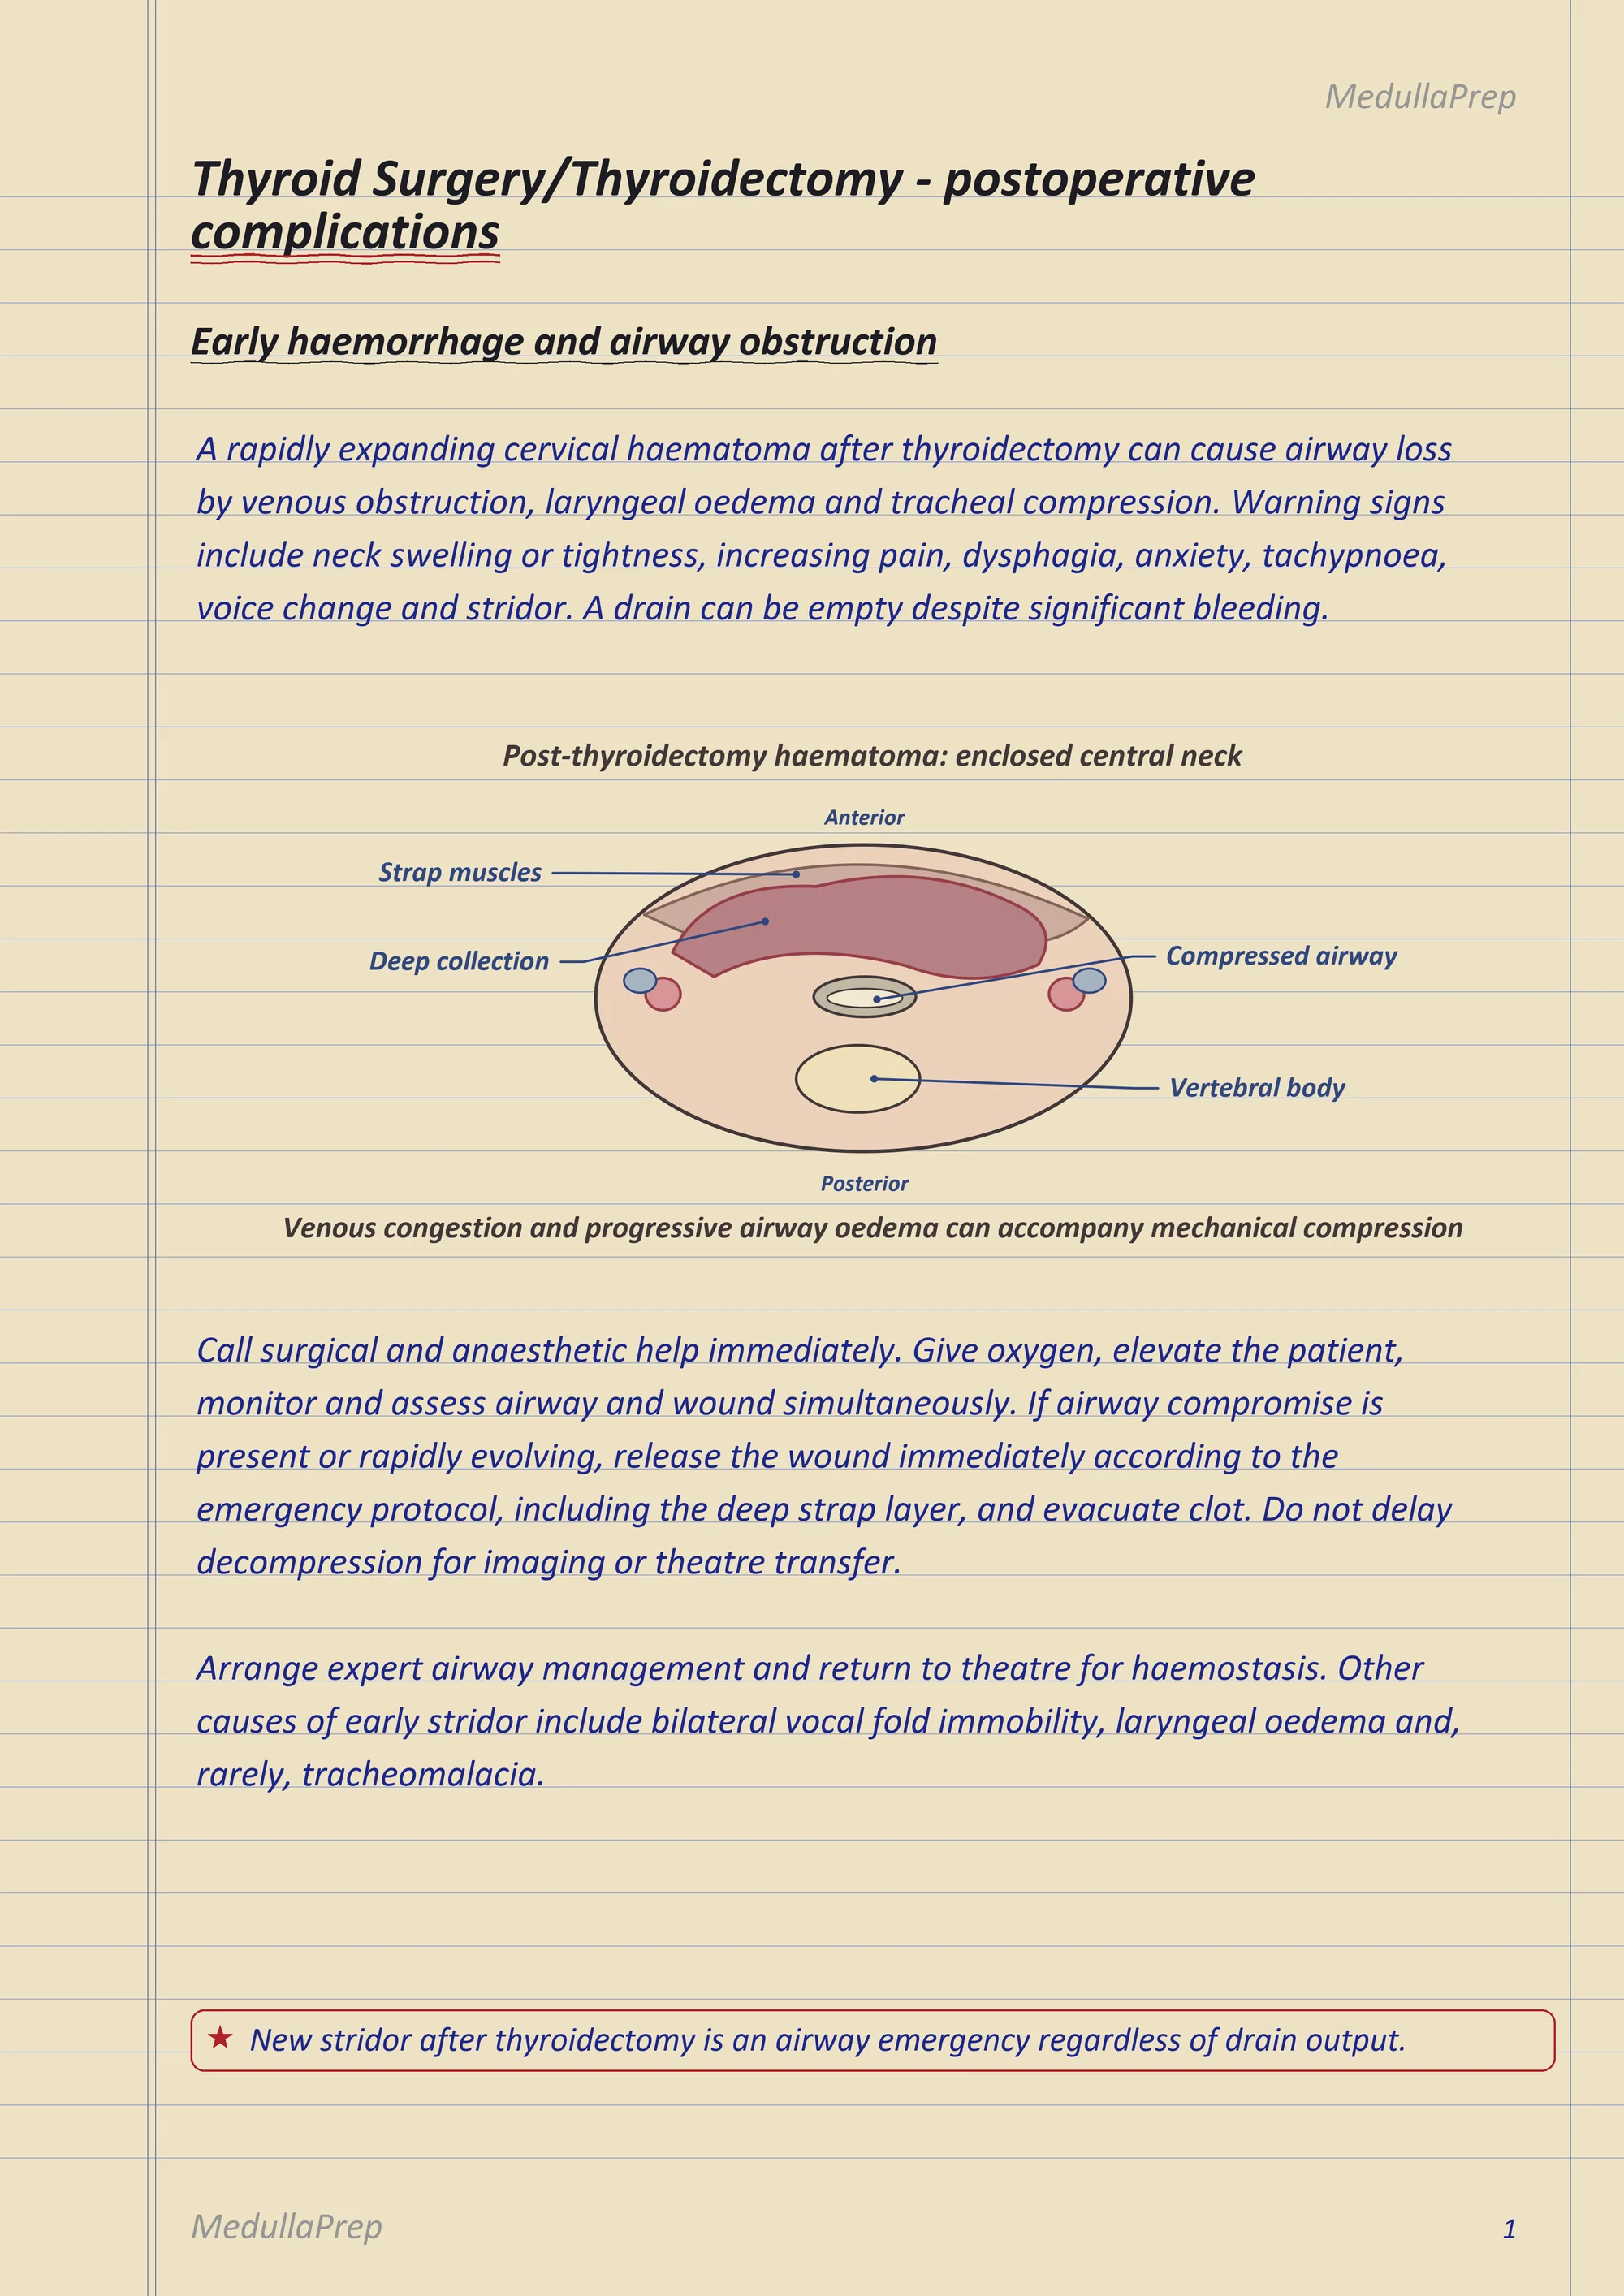 MedullaPrep
Thyroid Surgery/Thyroidectomy - postoperative
complications
Early haemorrhage and airway obstruction
A rapidly expanding cervical haematoma after thyroidectomy can cause airway loss
by venous obstruction, laryngeal oedema and tracheal compression. Warning signs
include neck swelling or tightness, increasing pain, dysphagia, anxiety, tachypnoea,
voice change and stridor. A drain can be empty despite significant bleeding.
Post-thyroidectomy haematoma: enclosed central neck
Anterior
Strap muscles
Deep collection
Compressed airway
Vertebral body
Posterior
Venous congestion and progressive airway oedema can accompany mechanical compression
Call surgical and anaesthetic help immediately. Give oxygen, elevate the patient,
monitor and assess airway and wound simultaneously. If airway compromise is
present or rapidly evolving, release the wound immediately according to the
emergency protocol, including the deep strap layer, and evacuate clot. Do not delay
decompression for imaging or theatre transfer.
Arrange expert airway management and return to theatre for haemostasis. Other
causes of early stridor include bilateral vocal fold immobility, laryngeal oedema and,
rarely, tracheomalacia.
★ New stridor after thyroidectomy is an airway emergency regardless of drain output.
MedullaPrep
1